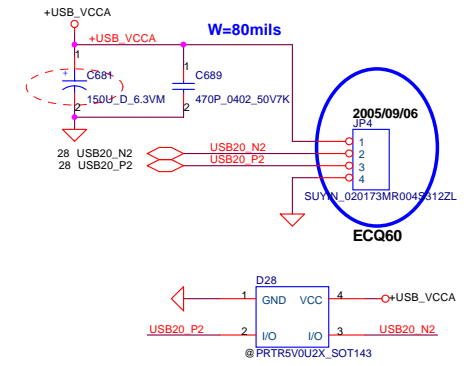 +USB_VCCA
+USB_VCCA
W=80mils
1
+
C681
150U_D_6.3VM
2
1
C689
470P_0402_50V7K
2
2005/09/06
JP4
1
2
3
4
SUYIN_020173MR004S312ZL
ECQ60
28 USB20_N2
USB20_N2
28 USB20_P2
USB20_P2
D28
1
GND
VCC
4
+USB_VCCA
USB20_P2
2
I/O
I/O
3
USB20_N2
@PRTR5V0U2X_SOT143